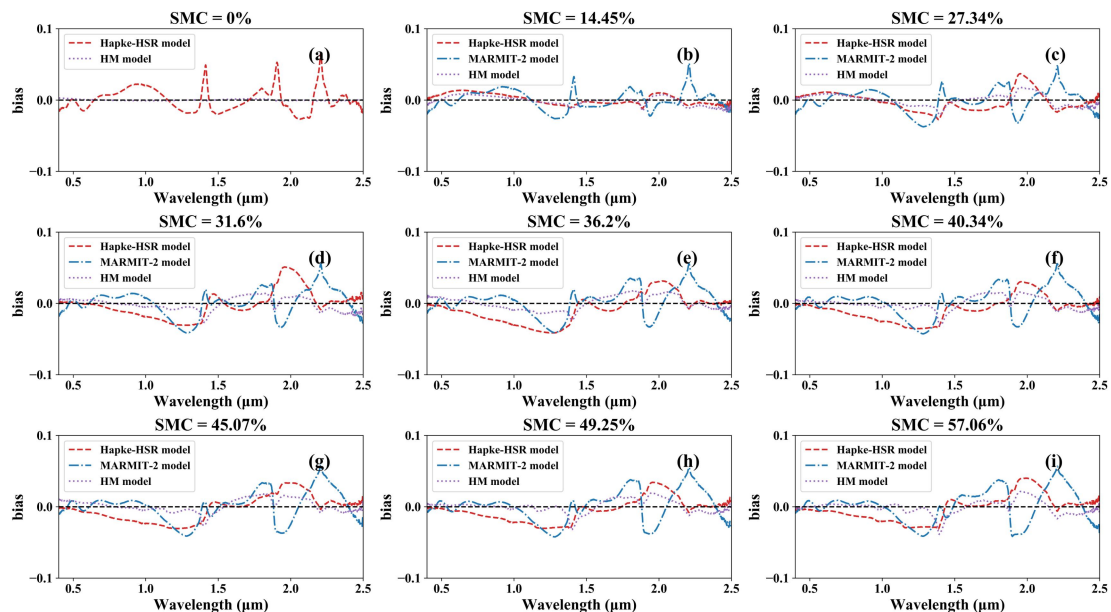 SMC = 0%
0.1
Hapke-HSR model
HM model
(a)
bias
0.0
−0.1
0.5 1.0 1.5 2.0 2.5
Wavelength (μm)
SMC = 14.45%
0.1
Hapke-HSR model
MARMIT-2 model
HM model
(b)
bias
0.0
−0.1
0.5 1.0 1.5 2.0 2.5
Wavelength (μm)
SMC = 27.34%
0.1
Hapke-HSR model
MARMIT-2 model
HM model
(c)
bias
0.0
−0.1
0.5 1.0 1.5 2.0 2.5
Wavelength (μm)
SMC = 31.6%
0.1
Hapke-HSR model
MARMIT-2 model
HM model
(d)
bias
0.0
−0.1
0.5 1.0 1.5 2.0 2.5
Wavelength (μm)
SMC = 36.2%
0.1
Hapke-HSR model
MARMIT-2 model
HM model
(e)
bias
0.0
−0.1
0.5 1.0 1.5 2.0 2.5
Wavelength (μm)
SMC = 40.34%
0.1
Hapke-HSR model
MARMIT-2 model
HM model
(f)
bias
0.0
−0.1
0.5 1.0 1.5 2.0 2.5
Wavelength (μm)
SMC = 45.07%
0.1
Hapke-HSR model
MARMIT-2 model
HM model
(g)
bias
0.0
−0.1
0.5 1.0 1.5 2.0 2.5
Wavelength (μm)
SMC = 49.25%
0.1
Hapke-HSR model
MARMIT-2 model
HM model
(h)
bias
0.0
−0.1
0.5 1.0 1.5 2.0 2.5
Wavelength (μm)
SMC = 57.06%
0.1
Hapke-HSR model
MARMIT-2 model
HM model
(i)
bias
0.0
−0.1
0.5 1.0 1.5 2.0 2.5
Wavelength (μm)